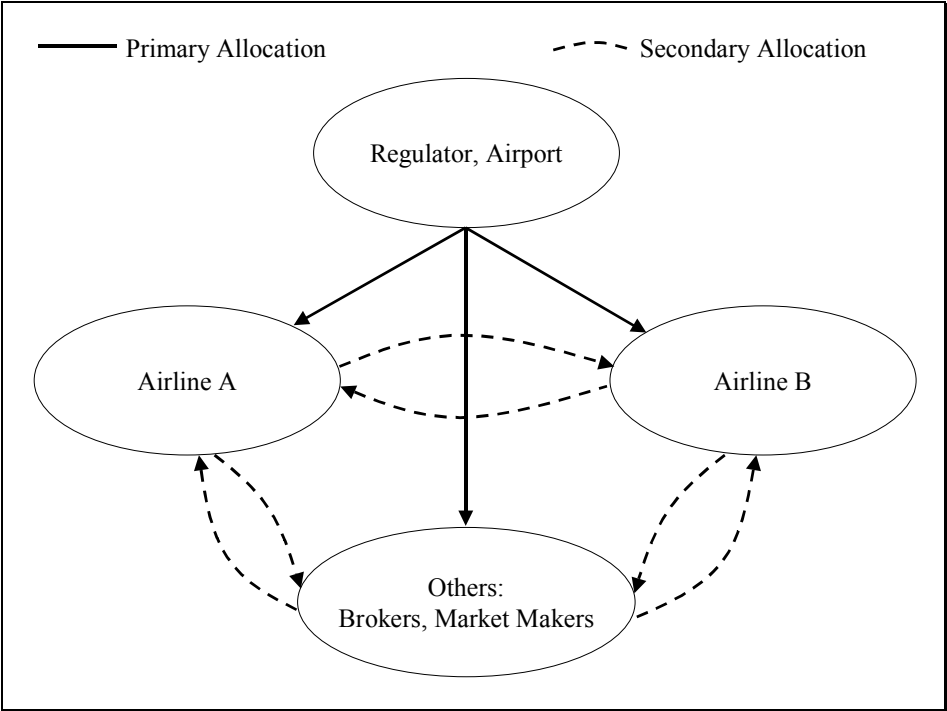 Primary Allocation
Secondary Allocation
Regulator, Airport
Airline A
Airline B
Others:
Brokers, Market Makers